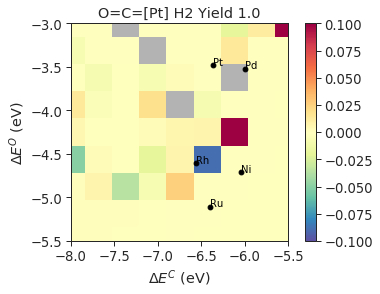 O=C=[Pt] H2 Yield 1.0
ΔE^O (eV)
−3.0
−3.5
−4.0
−4.5
−5.0
−5.5
Pt
Pd
Rh
Ni
Ru
−8.0 −7.5 −7.0 −6.5 −6.0 −5.5
ΔE^C (eV)
0.100
0.075
0.050
0.025
0.000
−0.025
−0.050
−0.075
−0.100